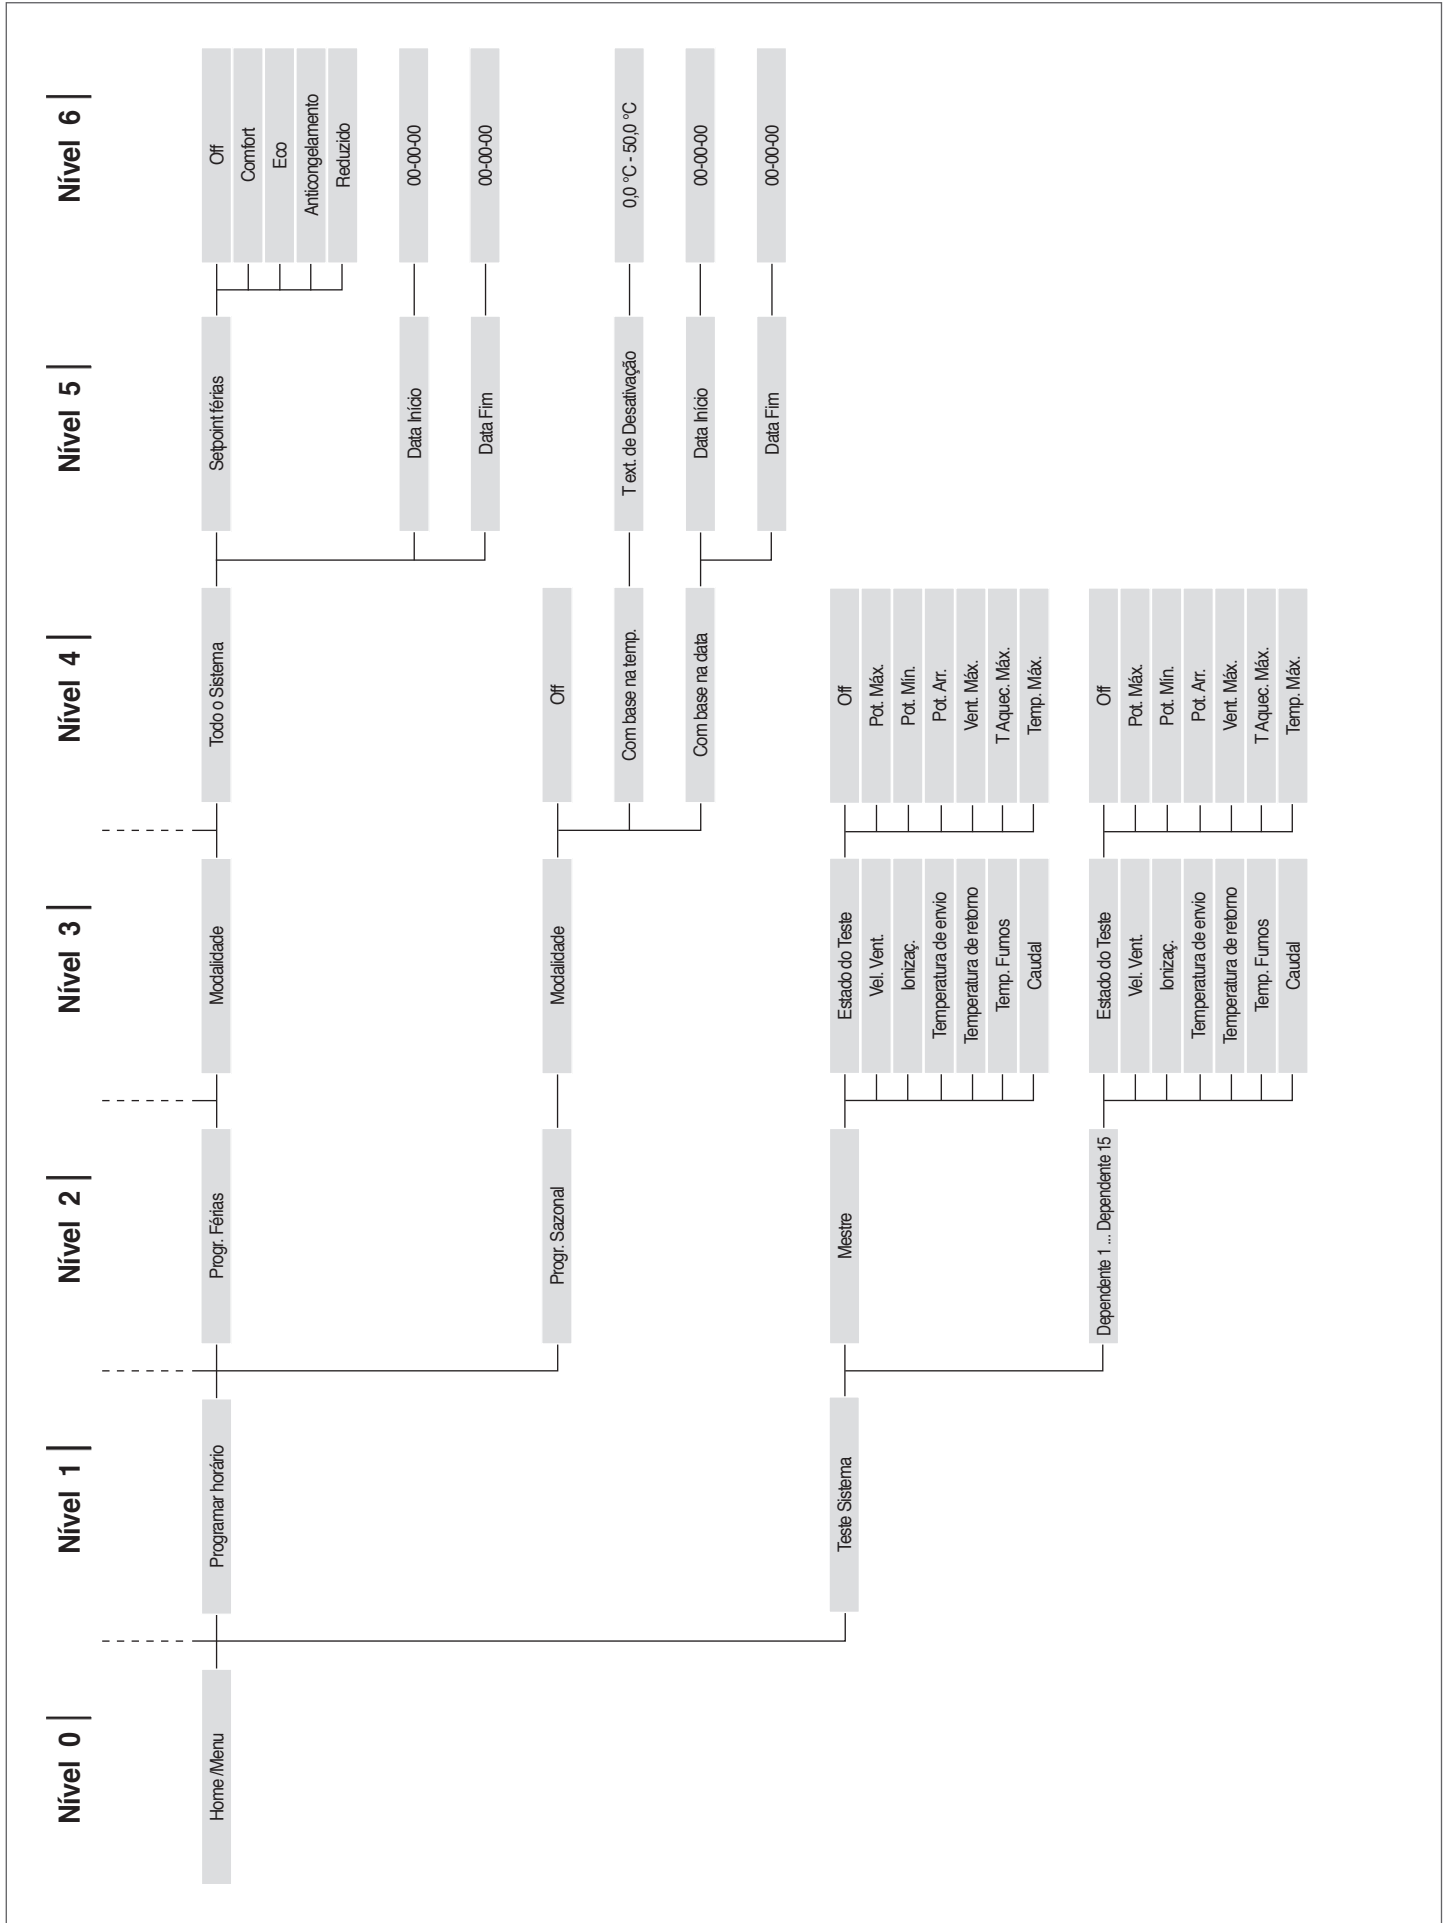 Nível 0
Nível 1
Nível 2
Nível 3
Nível 4
Nível 5
Nível 6
Home /Menu
Programar horário
Progr. Férias
Modalidade
Todo o Sistema
Setpoint férias
Off
Comfort
Eco
Anticongelamento
Reduzido
Data Início
00-00-00
Data Fim
00-00-00
Progr. Sazonal
Modalidade
Off
Com base na temp.
T ext. de Desativação
0,0 °C - 50,0 °C
Com base na data
Data Início
00-00-00
Data Fim
00-00-00
Teste Sistema
Mestre
Estado do Teste
Vel. Vent.
Ionizaç.
Temperatura de envio
Temperatura de retorno
Temp. Fumos
Caudal
Off
Pot. Máx.
Pot. Mín.
Pot. Arr.
Vent. Máx.
T Aquec. Máx.
Temp. Máx.
Dependente 1 ... Dependente 15
Estado do Teste
Vel. Vent.
Ionizaç.
Temperatura de envio
Temperatura de retorno
Temp. Fumos
Caudal
Off
Pot. Máx.
Pot. Mín.
Pot. Arr.
Vent. Máx.
T Aquec. Máx.
Temp. Máx.